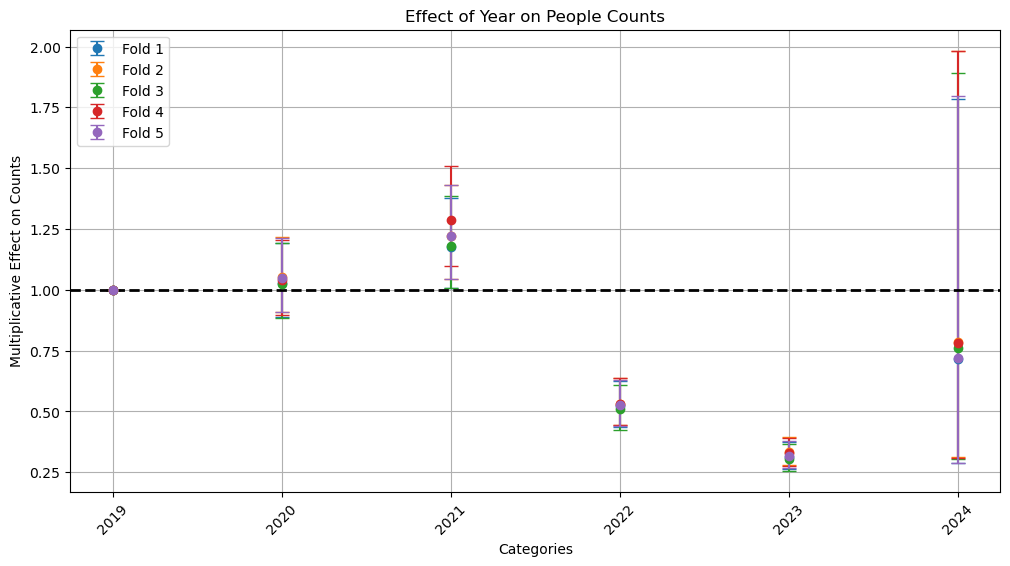 Effect of Year on People Counts
Fold 1
Fold 2
Fold 3
Fold 4
Fold 5
Multiplicative Effect on Counts
2.00
1.75
1.50
1.25
1.00
0.75
0.50
0.25
2019
2020
2021
2022
2023
2024
Categories